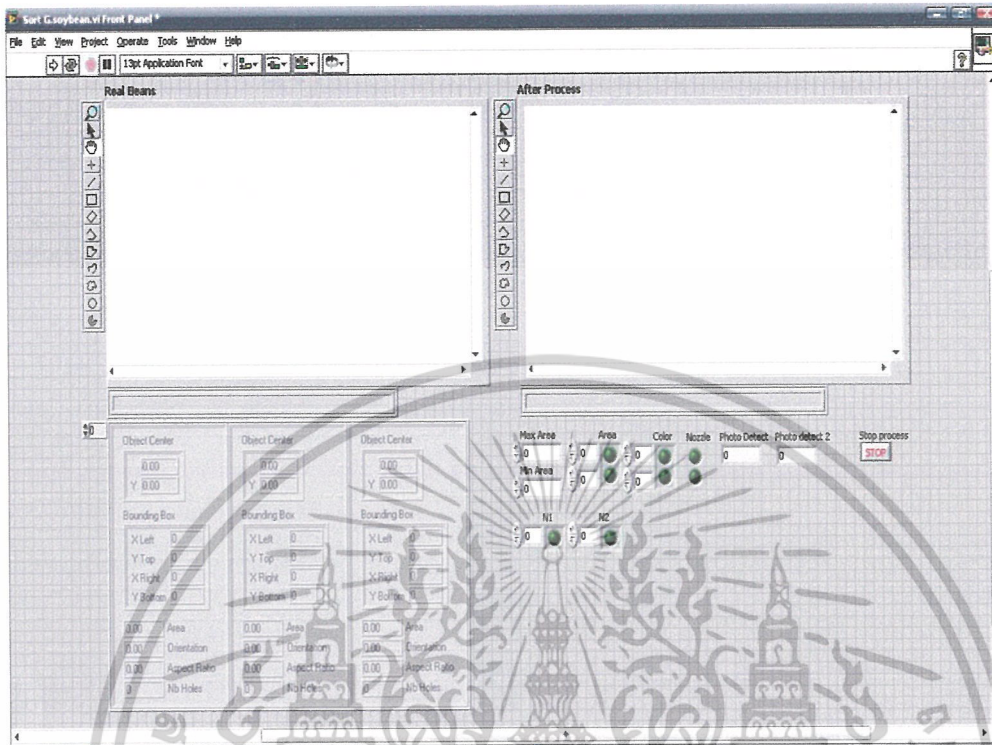 Sort G.soybean.vi Front Panel *
File Edit View Project Operate Tools Window Help
13pt Application Font
Real Beans
After Process
0
Object Center
0.00
Y 0.00
Bounding Box
X Left 0
Y Top 0
X Right 0
Y Bottom 0
0.00 Area
0.00 Orientation
0.00 Aspect Ratio
0 Nb Holes
Object Center
0.00
Y 0.00
Bounding Box
X Left 0
Y Top 0
X Right 0
Y Bottom 0
0.00 Area
0.00 Orientation
0.00 Aspect Ratio
0 Nb Holes
Object Center
0.00
Y 0.00
Bounding Box
X Left 0
Y Top 0
X Right 0
Y Bottom 0
0.00 Area
0.00 Orientation
0.00 Aspect Ratio
0 Nb Holes
Max Area Area Color Nozzle Photo Detect Photo detect 2 Stop process
0 0 0 0 0 STOP
Min Area
0 0 0
N1 N2
0 0